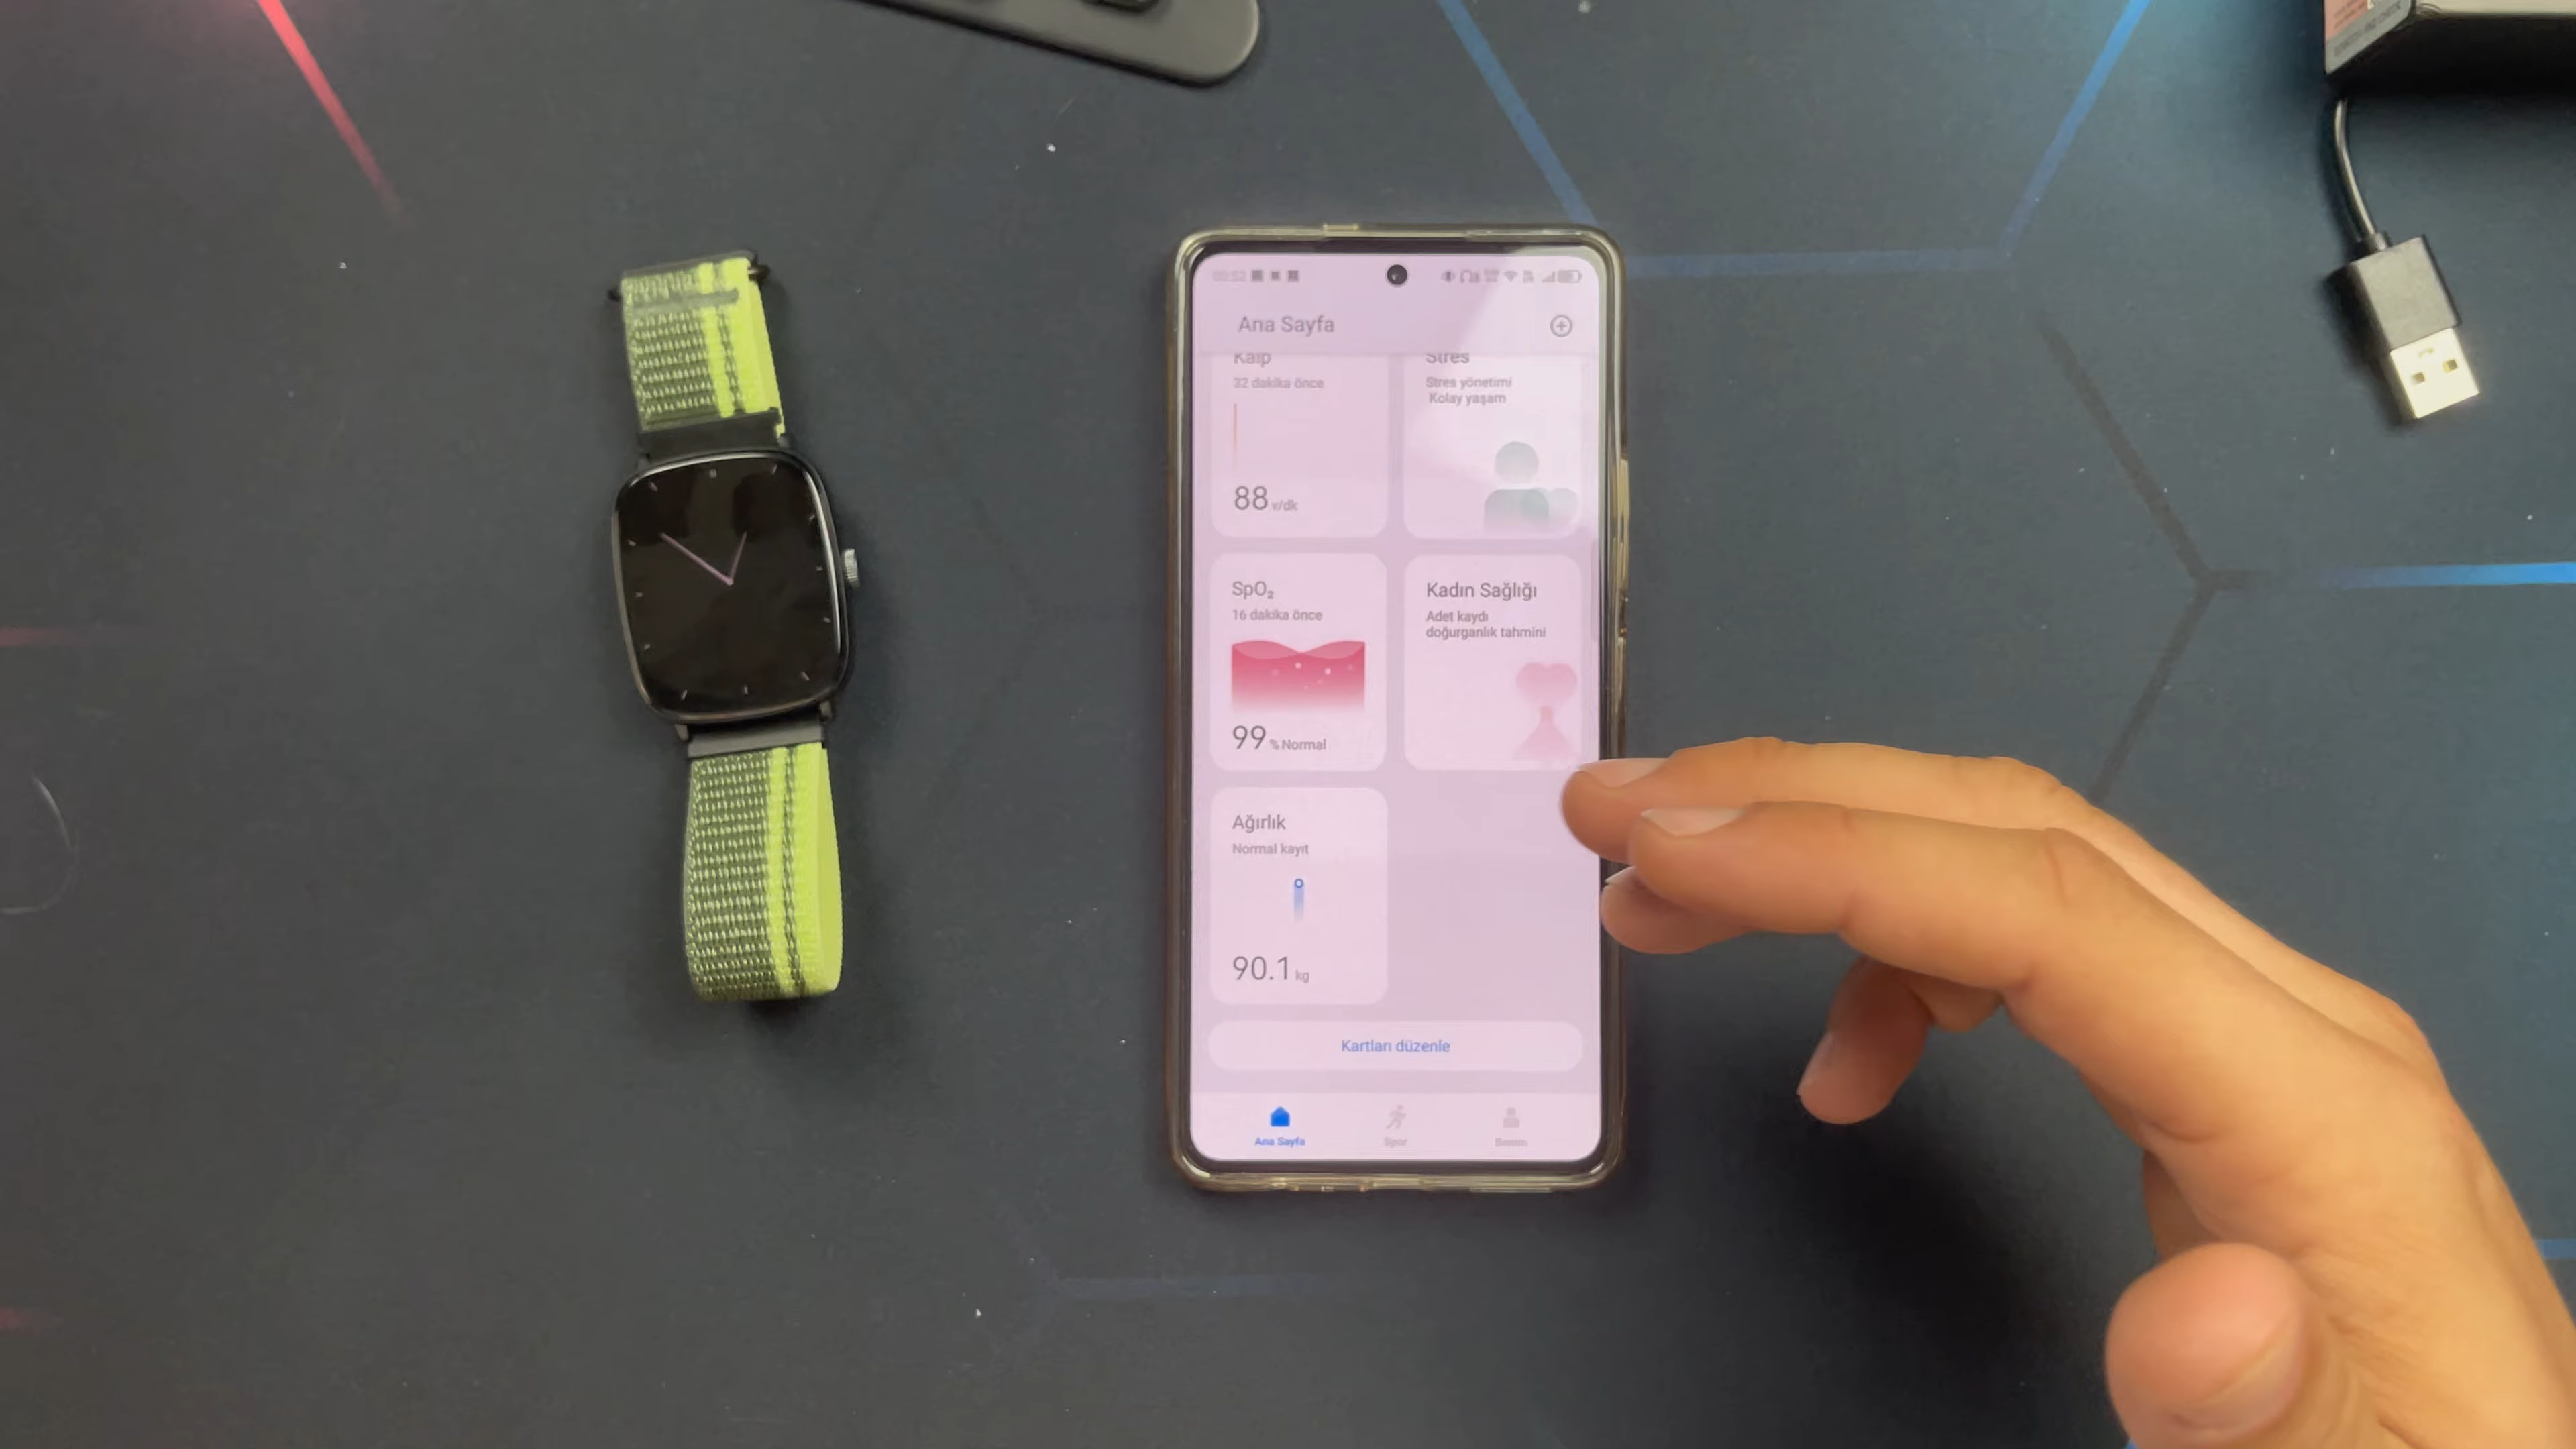 Ana Sayfa
Kalp
32 dakika önce
88 v/dk
Stres
Stres yönetimi
Kolay yaşam
SpO₂
16 dakika önce
99 % Normal
Kadın Sağlığı
Adet kaydı
doğurganlık tahmini
Ağırlık
Normal kayıt
90.1 kg
Kartları düzenle
Ana Sayfa
Spor